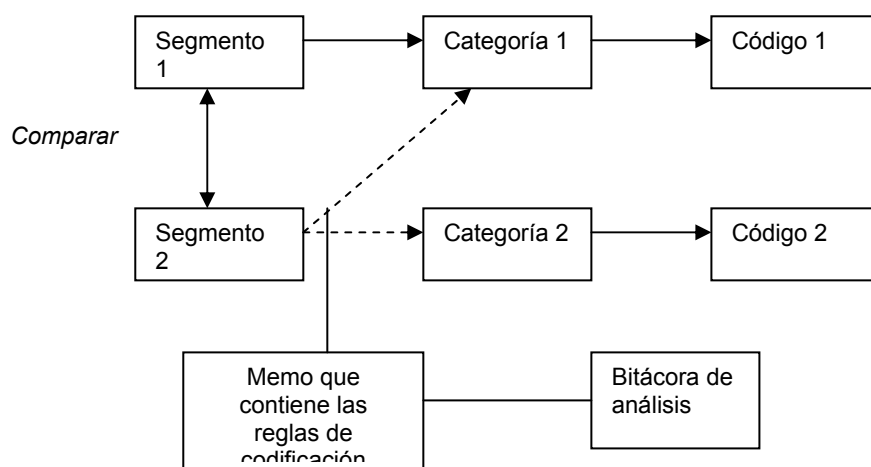 Segmento
1
Categoría 1
Código 1
Comparar
Segmento
2
Categoría 2
Código 2
Memo que
contiene las
reglas de
codificación
Bitácora de
análisis